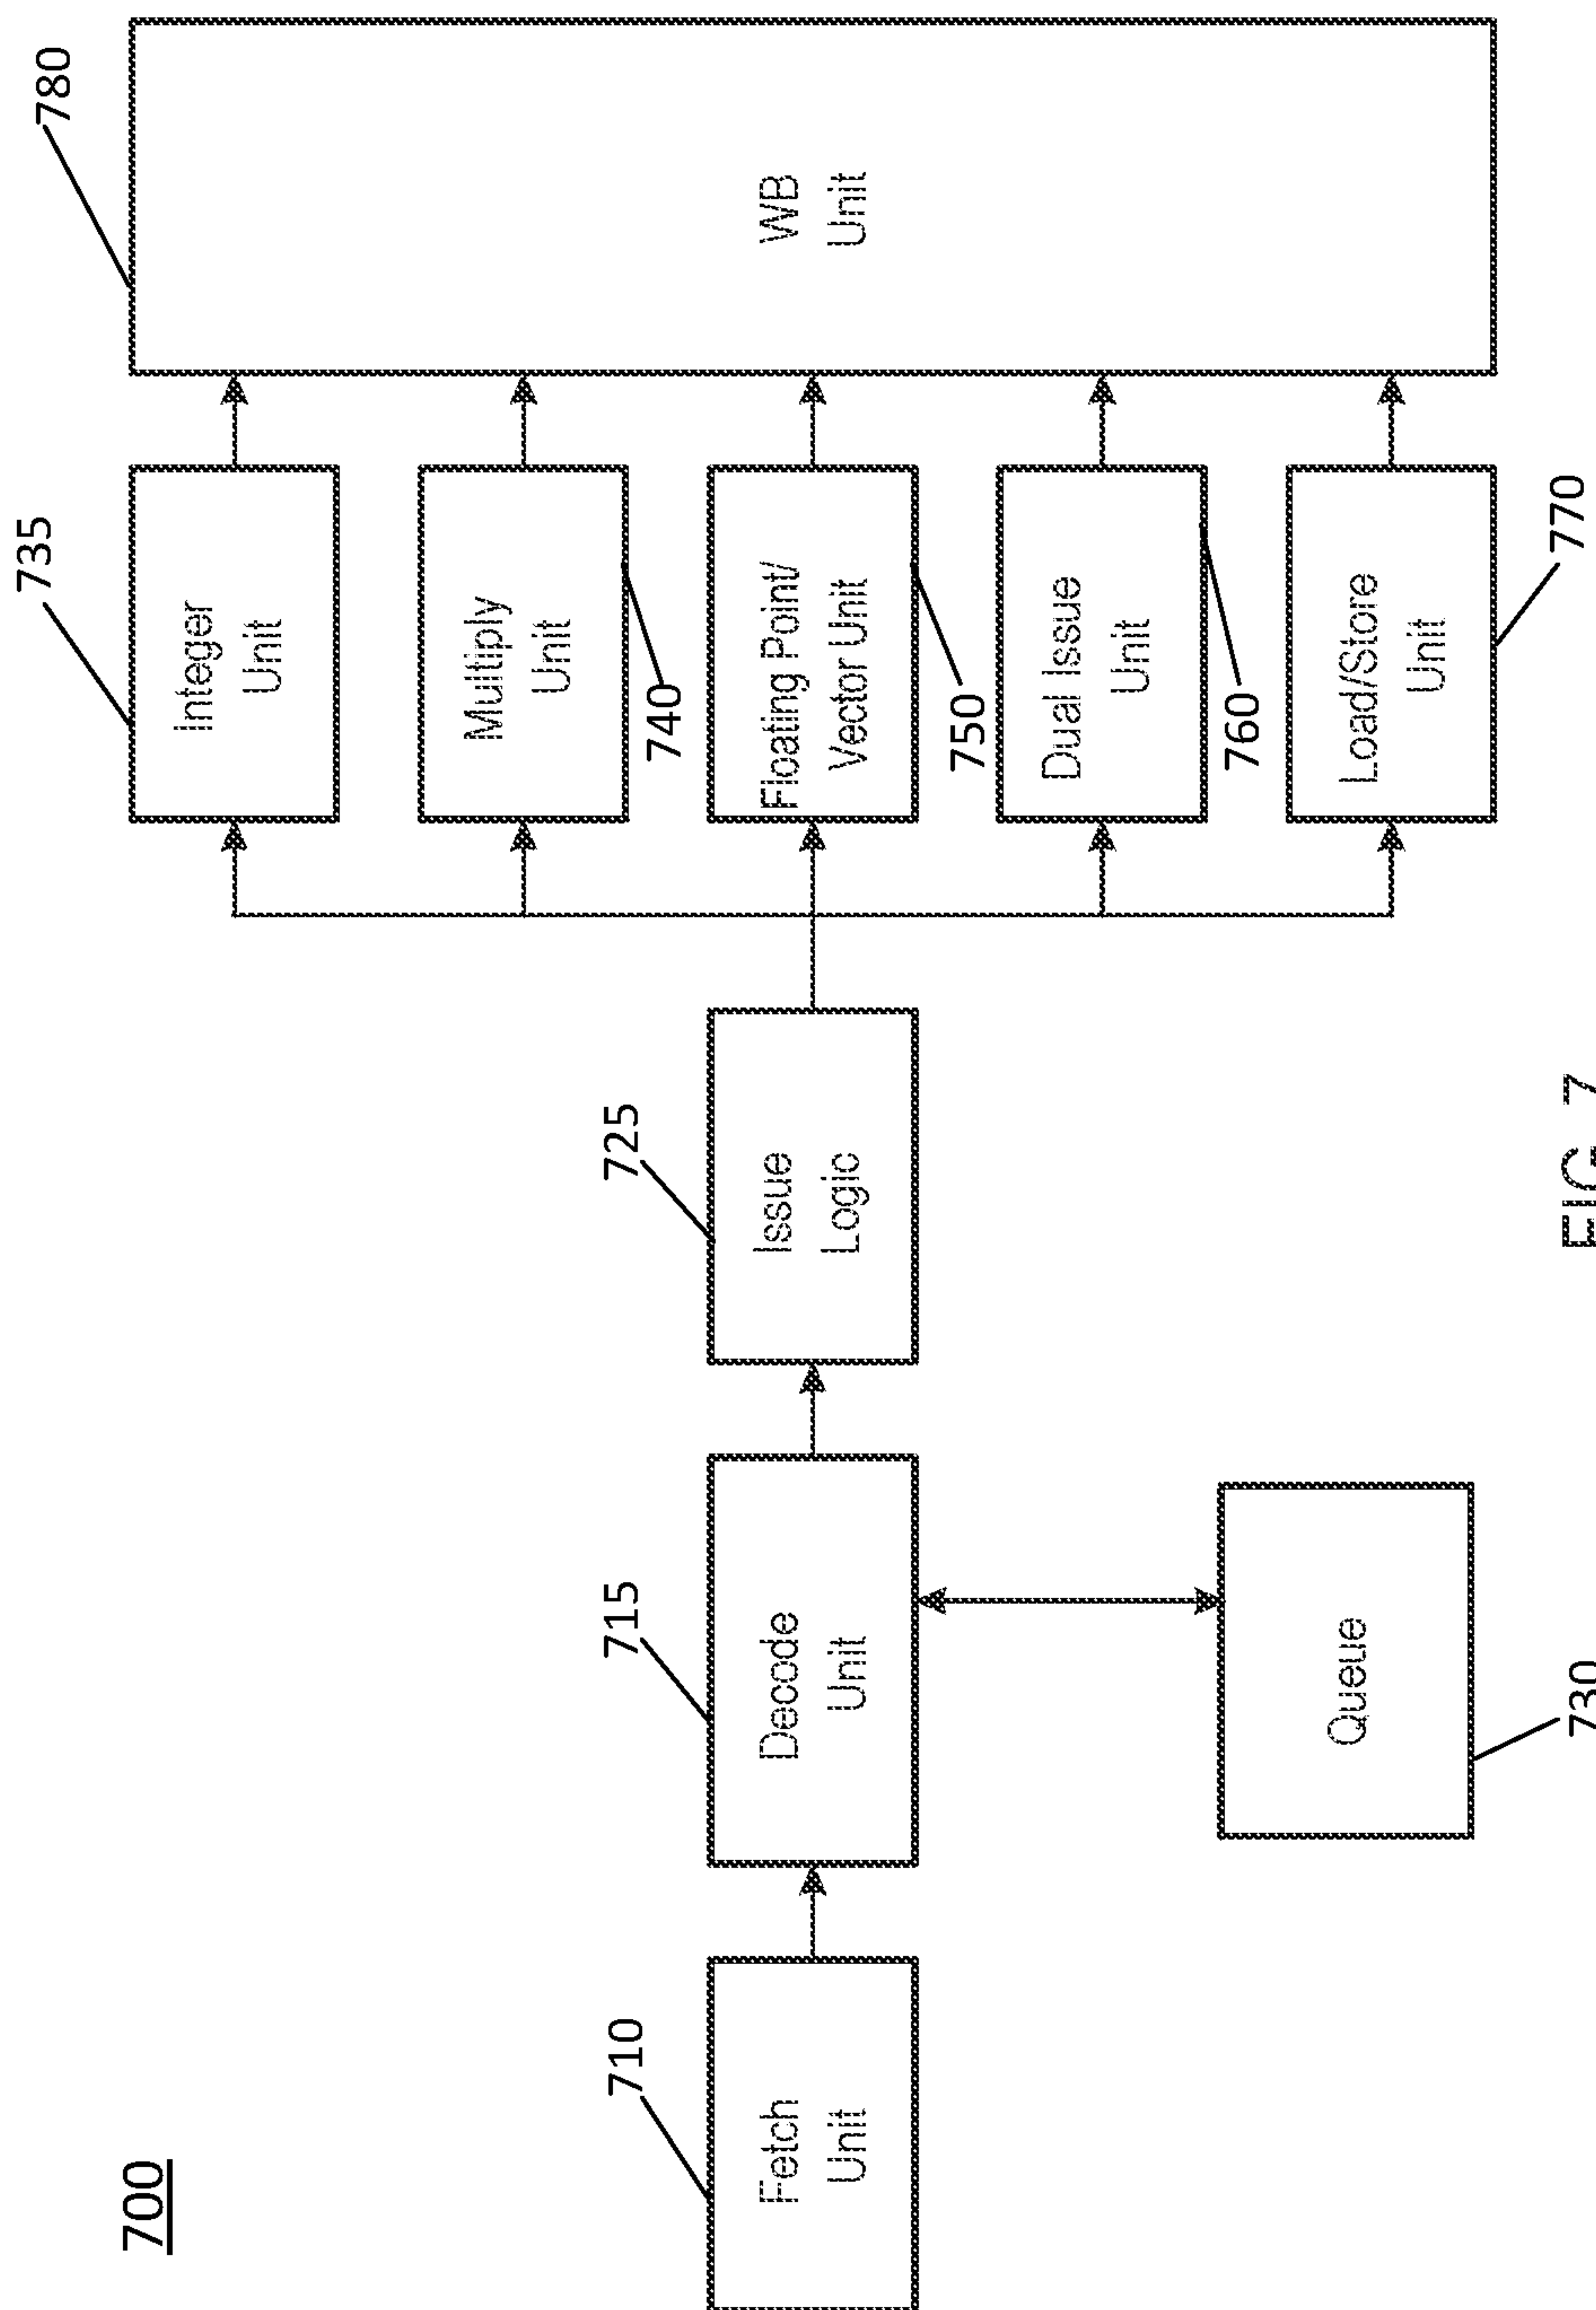 700
710
Fetch
Unit
715
Decode
Unit
730
Queue
725
Issue
Logic
735
Integer
Unit
740
Multiply
Unit
750
Floating Point/
Vector Unit
760
Dual Issue
Unit
770
Load/Store
Unit
780
WB
Unit
FIG. 7